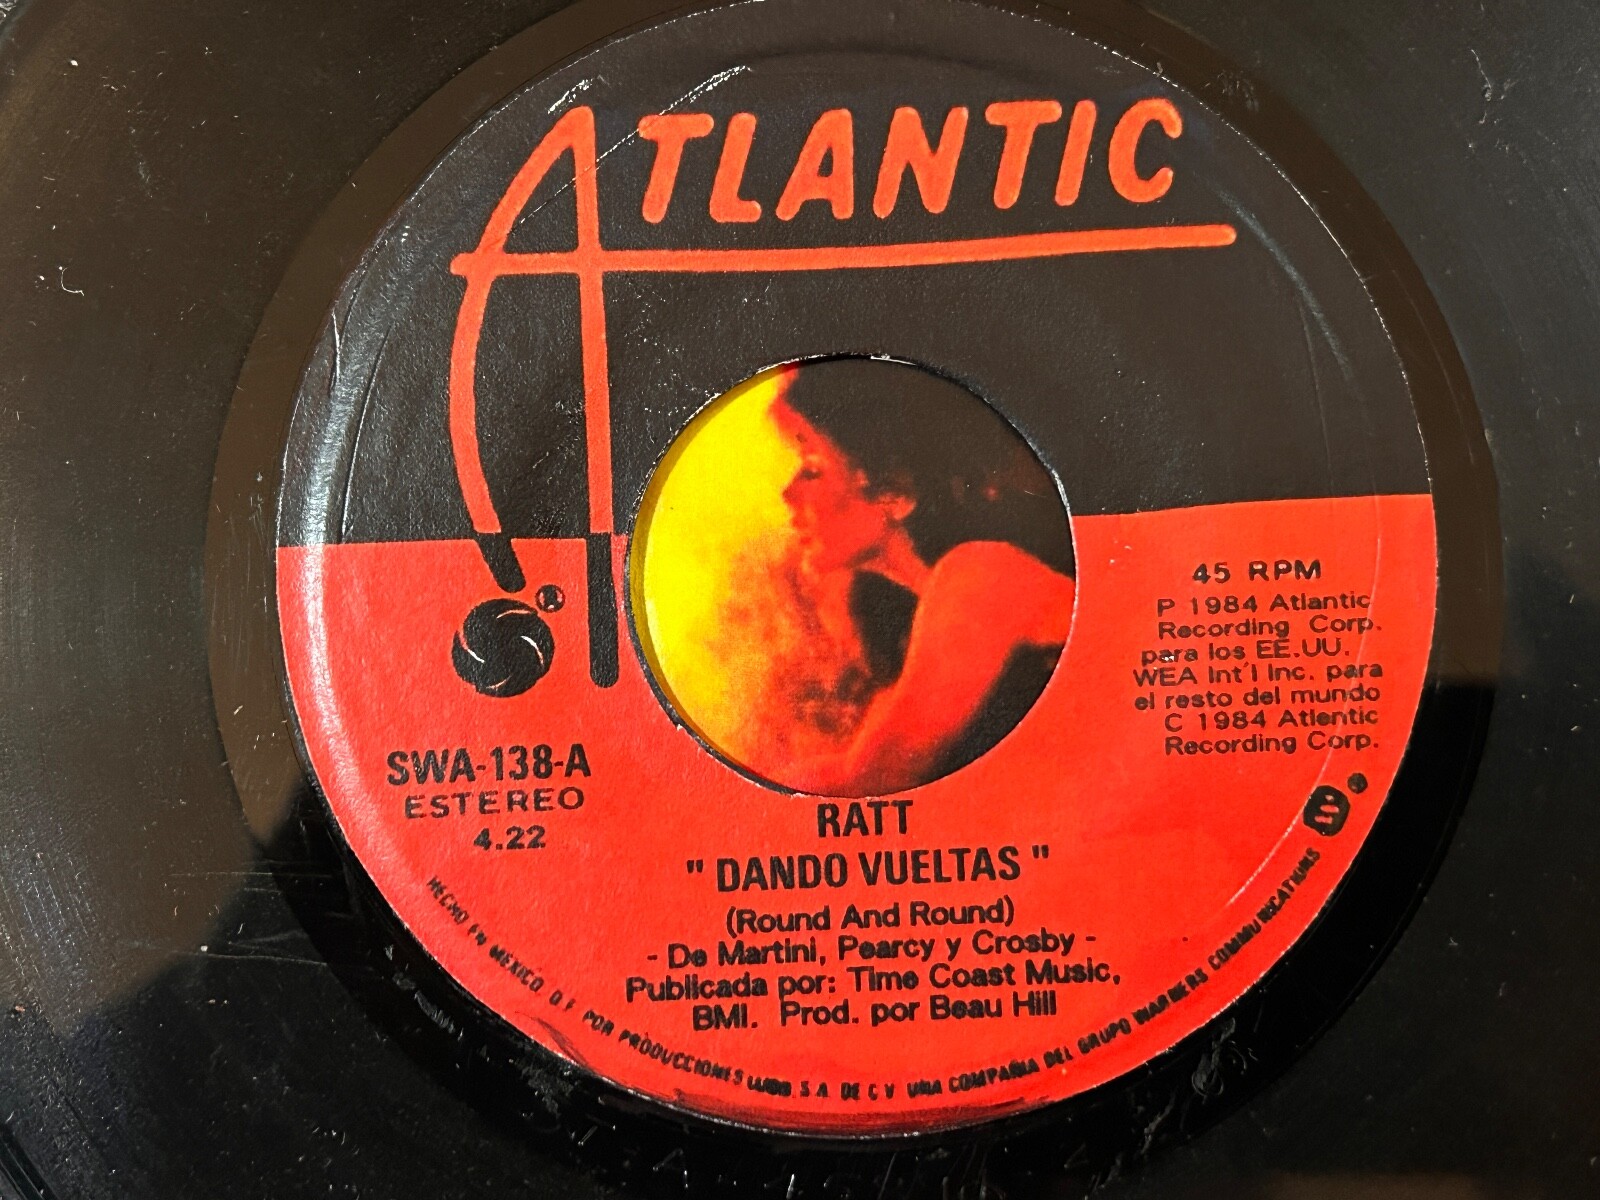 ATLANTIC
®
45 RPM
P 1984 Atlantic
Recording Corp.
para los EE.UU.
WEA Int'l Inc. para
el resto del mundo
C 1984 Atlentic
Recording Corp.
SWA-138-A
ESTEREO
4.22
RATT
" DANDO VUELTAS "
(Round And Round)
- De Martini, Pearcy y Crosby -
Publicada por: Time Coast Music,
BMI. Prod. por Beau Hill
HECHO EN MEXICO, D.F. POR PRODUCCIONES S.A. DE C V UNA COMPAÑIA DEL GRUPO WARNERS COMMUNICATIONS